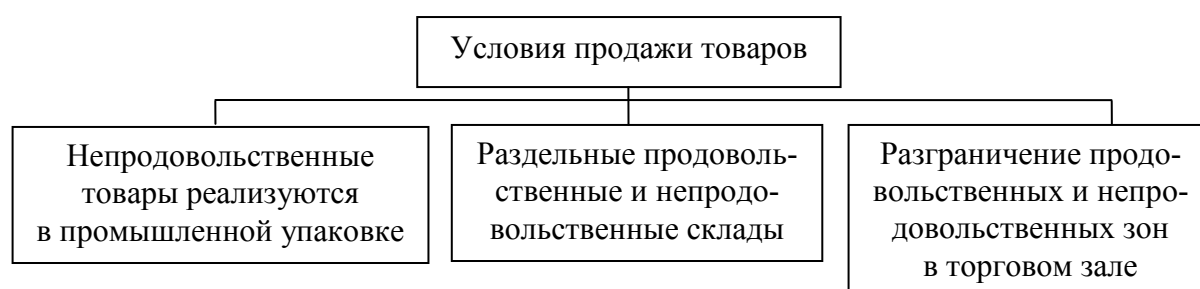 Условия продажи товаров
Непродовольственные
товары реализуются
в промышленной упаковке
Раздельные продоволь-
ственные и непродо-
вольственные склады
Разграничение продо-
вольственных и непро-
довольственных зон
в торговом зале